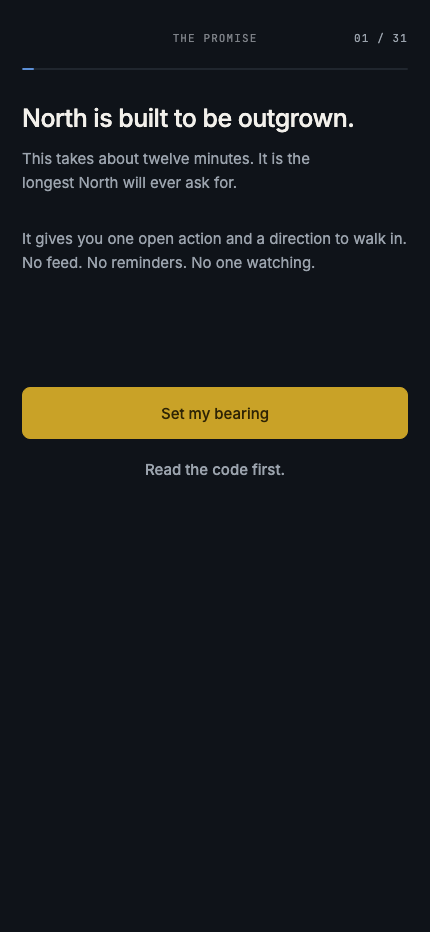 THE PROMISE
01 / 31
North is built to be outgrown.
This takes about twelve minutes. It is the
longest North will ever ask for.
It gives you one open action and a direction to walk in.
No feed. No reminders. No one watching.
Set my bearing
Read the code first.